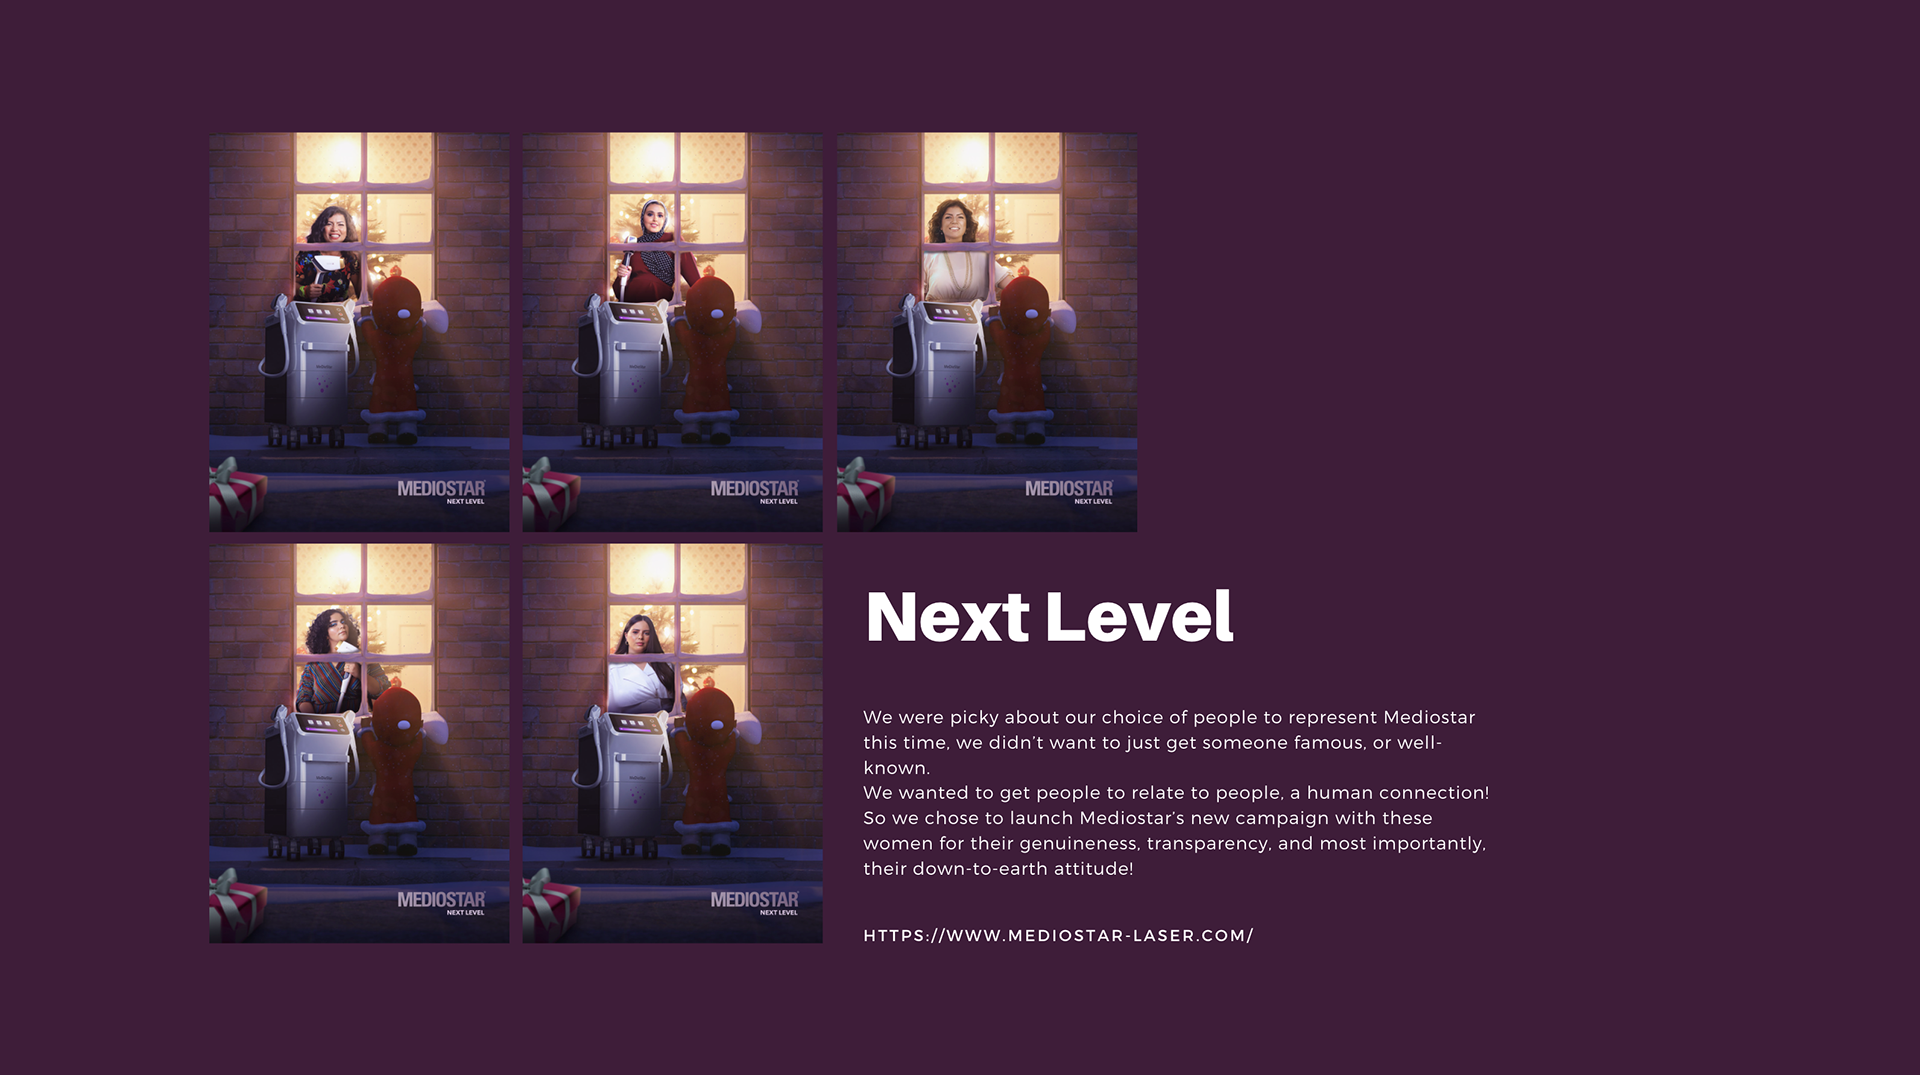 MEDIOSTAR
NEXT LEVEL
MEDIOSTAR
NEXT LEVEL
MEDIOSTAR
NEXT LEVEL
MEDIOSTAR
NEXT LEVEL
MEDIOSTAR
NEXT LEVEL
Next Level
We were picky about our choice of people to represent Mediostar
this time, we didn't want to just get someone famous, or well-
known.
We wanted to get people to relate to people, a human connection!
So we chose to launch Mediostar's new campaign with these
women for their genuineness, transparency, and most importantly,
their down-to-earth attitude!
HTTPS://WWW.MEDIOSTAR-LASER.COM/